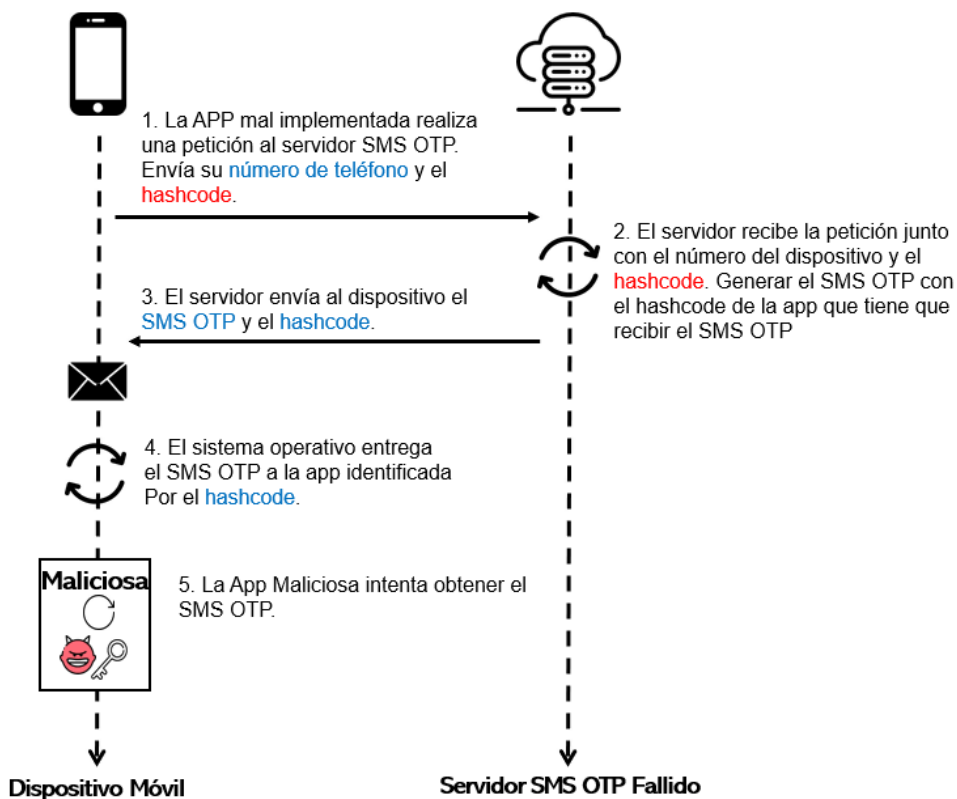 1. La APP mal implementada realiza
una petición al servidor SMS OTP.
Envía su número de teléfono y el
hashcode.
2. El servidor recibe la petición junto
con el número del dispositivo y el
hashcode. Generar el SMS OTP con
el hashcode de la app que tiene que
recibir el SMS OTP
3. El servidor envía al dispositivo el
SMS OTP y el hashcode.
4. El sistema operativo entrega
el SMS OTP a la app identificada
Por el hashcode.
Maliciosa
5. La App Maliciosa intenta obtener el
SMS OTP.
Dispositivo Móvil
Servidor SMS OTP Fallido